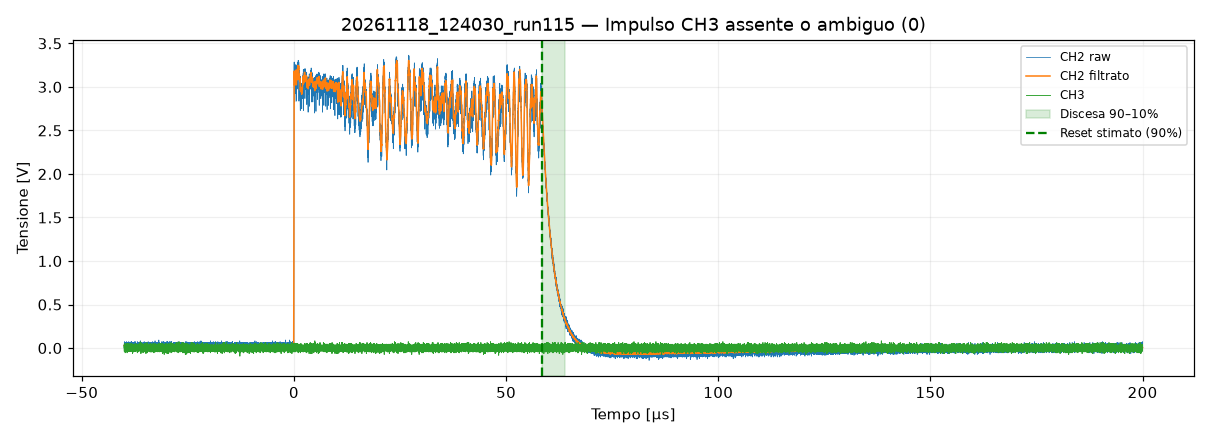 20261118_124030_run115 — Impulso CH3 assente o ambiguo (0)
3.5
3.0
2.5
2.0
1.5
1.0
0.5
0.0
Tensione [V]
CH2 raw
CH2 filtrato
CH3
Discesa 90–10%
Reset stimato (90%)
−50
0
50
100
150
200
Tempo [µs]